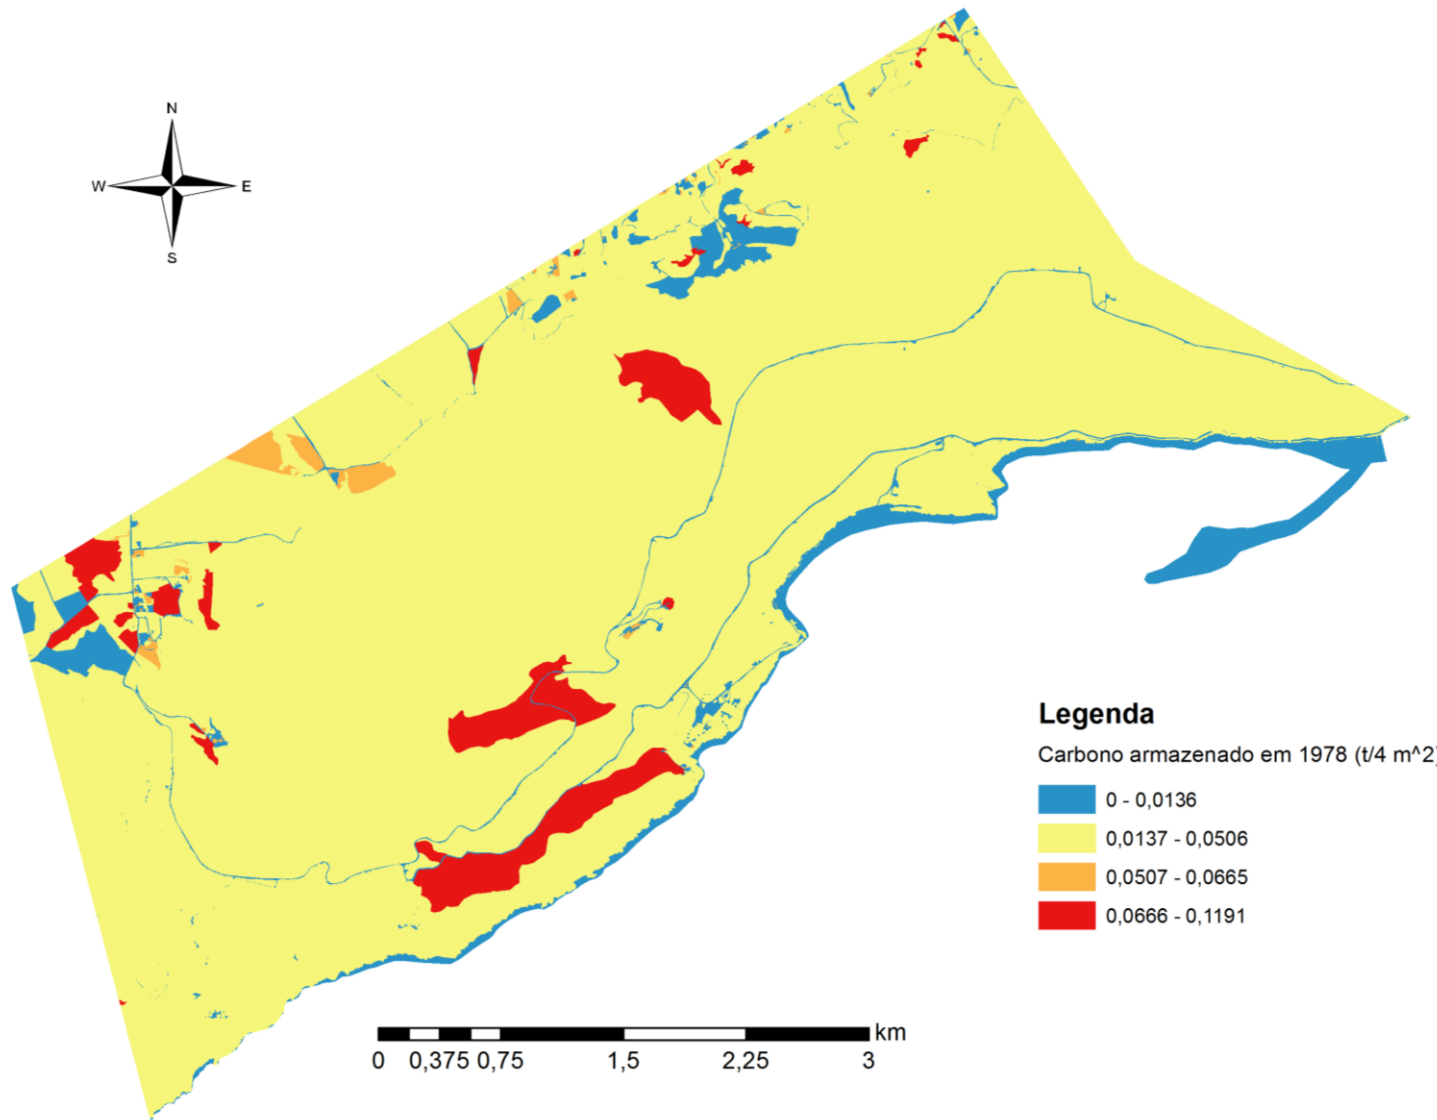 N
W E
S
Legenda
Carbono armazenado em 1978 (t/4 m^2)
0 - 0,0136
0,0137 - 0,0506
0,0507 - 0,0665
0,0666 - 0,1191
km
0 0,375 0,75 1,5 2,25 3